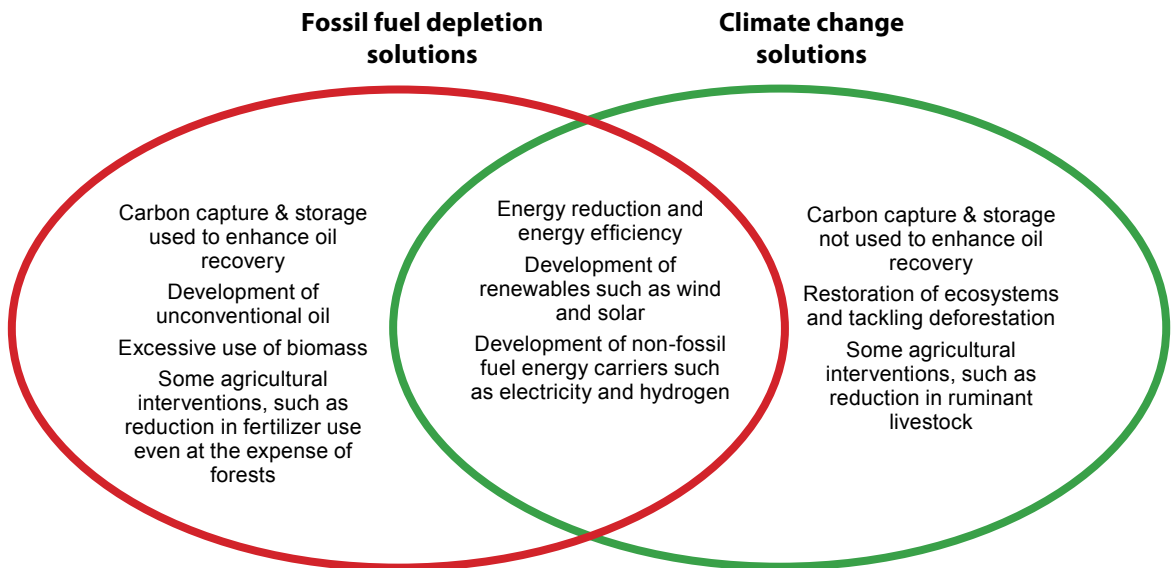 Fossil fuel depletion
solutions
Climate change
solutions
Carbon capture & storage
used to enhance oil
recovery
Development of
unconventional oil
Excessive use of biomass
Some agricultural
interventions, such as
reduction in fertilizer use
even at the expense of
forests
Energy reduction and
energy efficiency
Development of
renewables such as wind
and solar
Development of non-fossil
fuel energy carriers such
as electricity and hydrogen
Carbon capture & storage
not used to enhance oil
recovery
Restoration of ecosystems
and tackling deforestation
Some agricultural
interventions, such as
reduction in ruminant
livestock